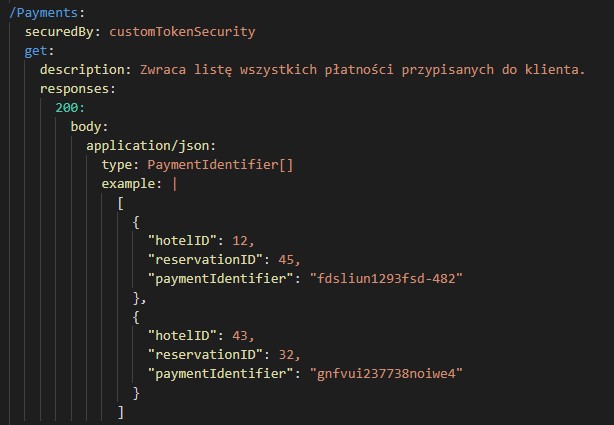 /Payments:
securedBy: customTokenSecurity
get:
description: Zwraca listę wszystkich płatności przypisanych do klienta.
responses:
200:
body:
application/json:
type: PaymentIdentifier[]
example: |
[
{
"hotelID": 12,
"reservationID": 45,
"paymentIdentifier": "fdsliun1293fsd-482"
},
{
"hotelID": 43,
"reservationID": 32,
"paymentIdentifier": "gnfvui237738noiwe4"
}
]